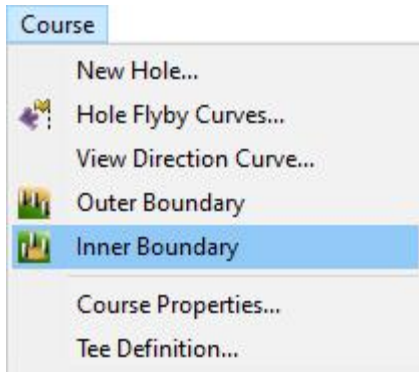 Course
New Hole...
Hole Flyby Curves...
View Direction Curve...
Outer Boundary
Inner Boundary
Course Properties...
Tee Definition...